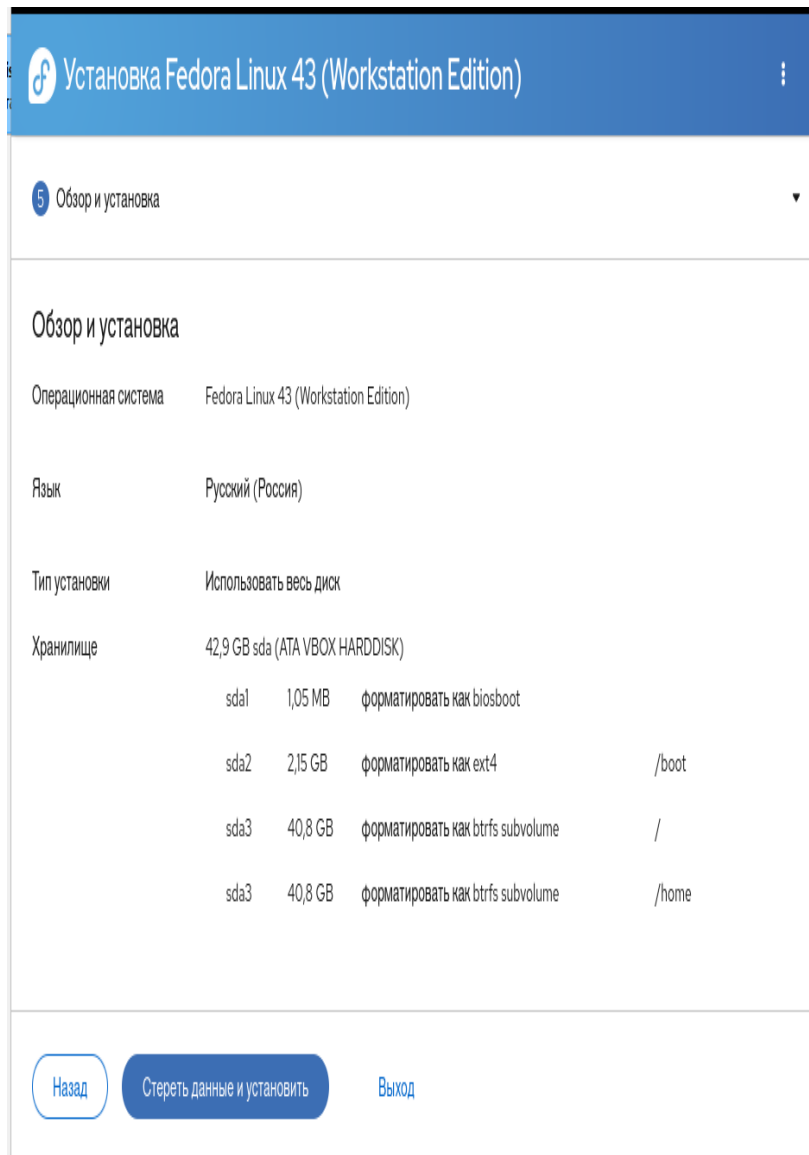 Установка Fedora Linux 43 (Workstation Edition)
5 Обзор и установка
Обзор и установка
Операционная система Fedora Linux 43 (Workstation Edition)
Язык Русский (Россия)
Тип установки Использовать весь диск
Хранилище 42,9 GB sda (ATA VBOX HARDDISK)
sda1 1,05 MB форматировать как biosboot
sda2 2,15 GB форматировать как ext4 /boot
sda3 40,8 GB форматировать как btrfs subvolume /
sda3 40,8 GB форматировать как btrfs subvolume /home
Назад Стереть данные и установить Выход